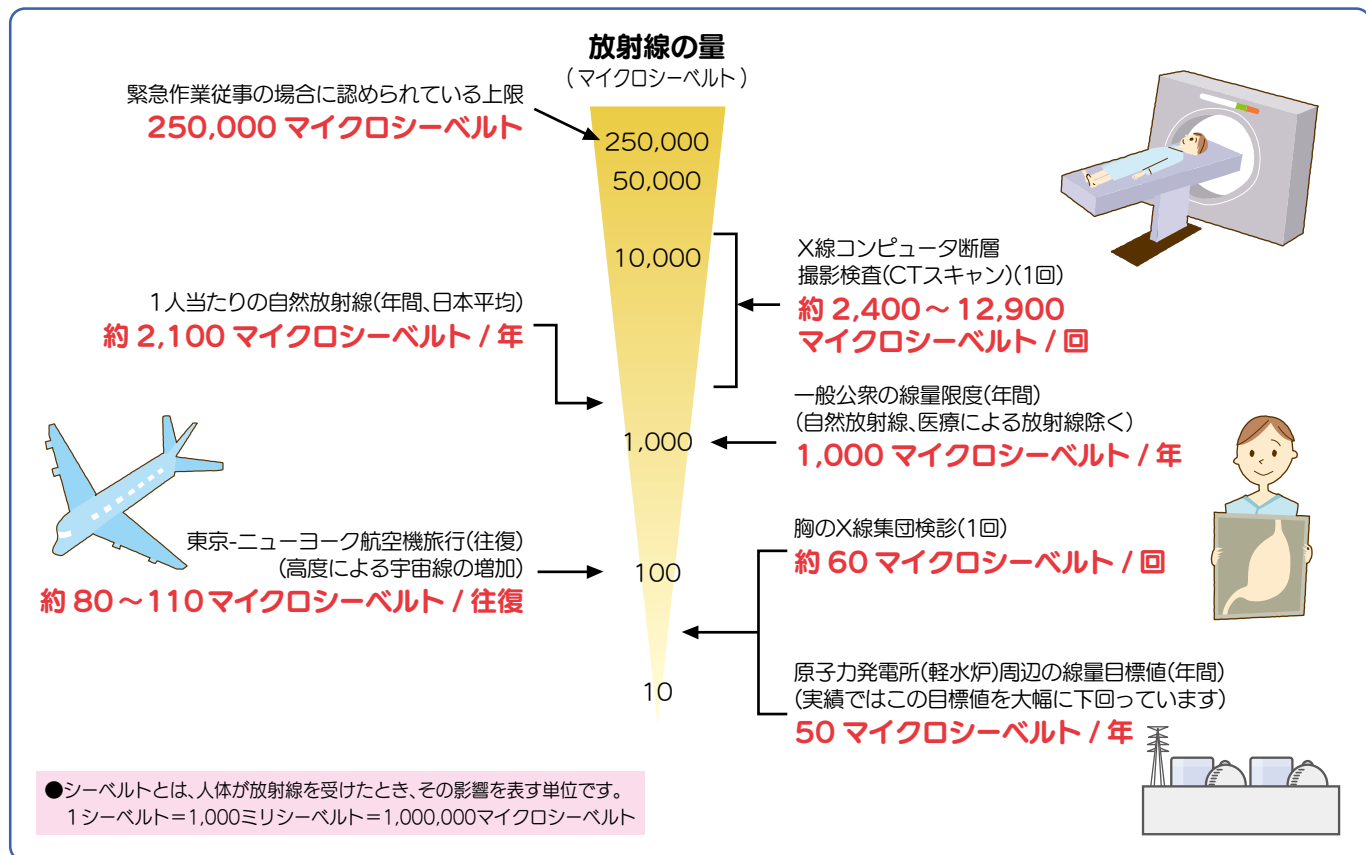 放射線の量
(マイクロシーベルト)
緊急作業従事の場合に認められている上限
250,000 マイクロシーベルト
250,000
50,000
10,000
1,000
100
10
X線コンピュータ断層
撮影検査(CTスキャン)(1回)
約 2,400～12,900
マイクロシーベルト / 回
1人当たりの自然放射線(年間、日本平均)
約 2,100 マイクロシーベルト / 年
一般公衆の線量限度(年間)
(自然放射線、医療による放射線除く)
1,000 マイクロシーベルト / 年
東京-ニューヨーク航空機旅行(往復)
(高度による宇宙線の増加)
約 80～110マイクロシーベルト / 往復
胸のX線集団検診(1回)
約 60 マイクロシーベルト / 回
原子力発電所(軽水炉)周辺の線量目標値(年間)
(実績ではこの目標値を大幅に下回っています)
50 マイクロシーベルト / 年
●シーベルトとは、人体が放射線を受けたとき、その影響を表す単位です。
1シーベルト＝1,000ミリシーベルト＝1,000,000マイクロシーベルト